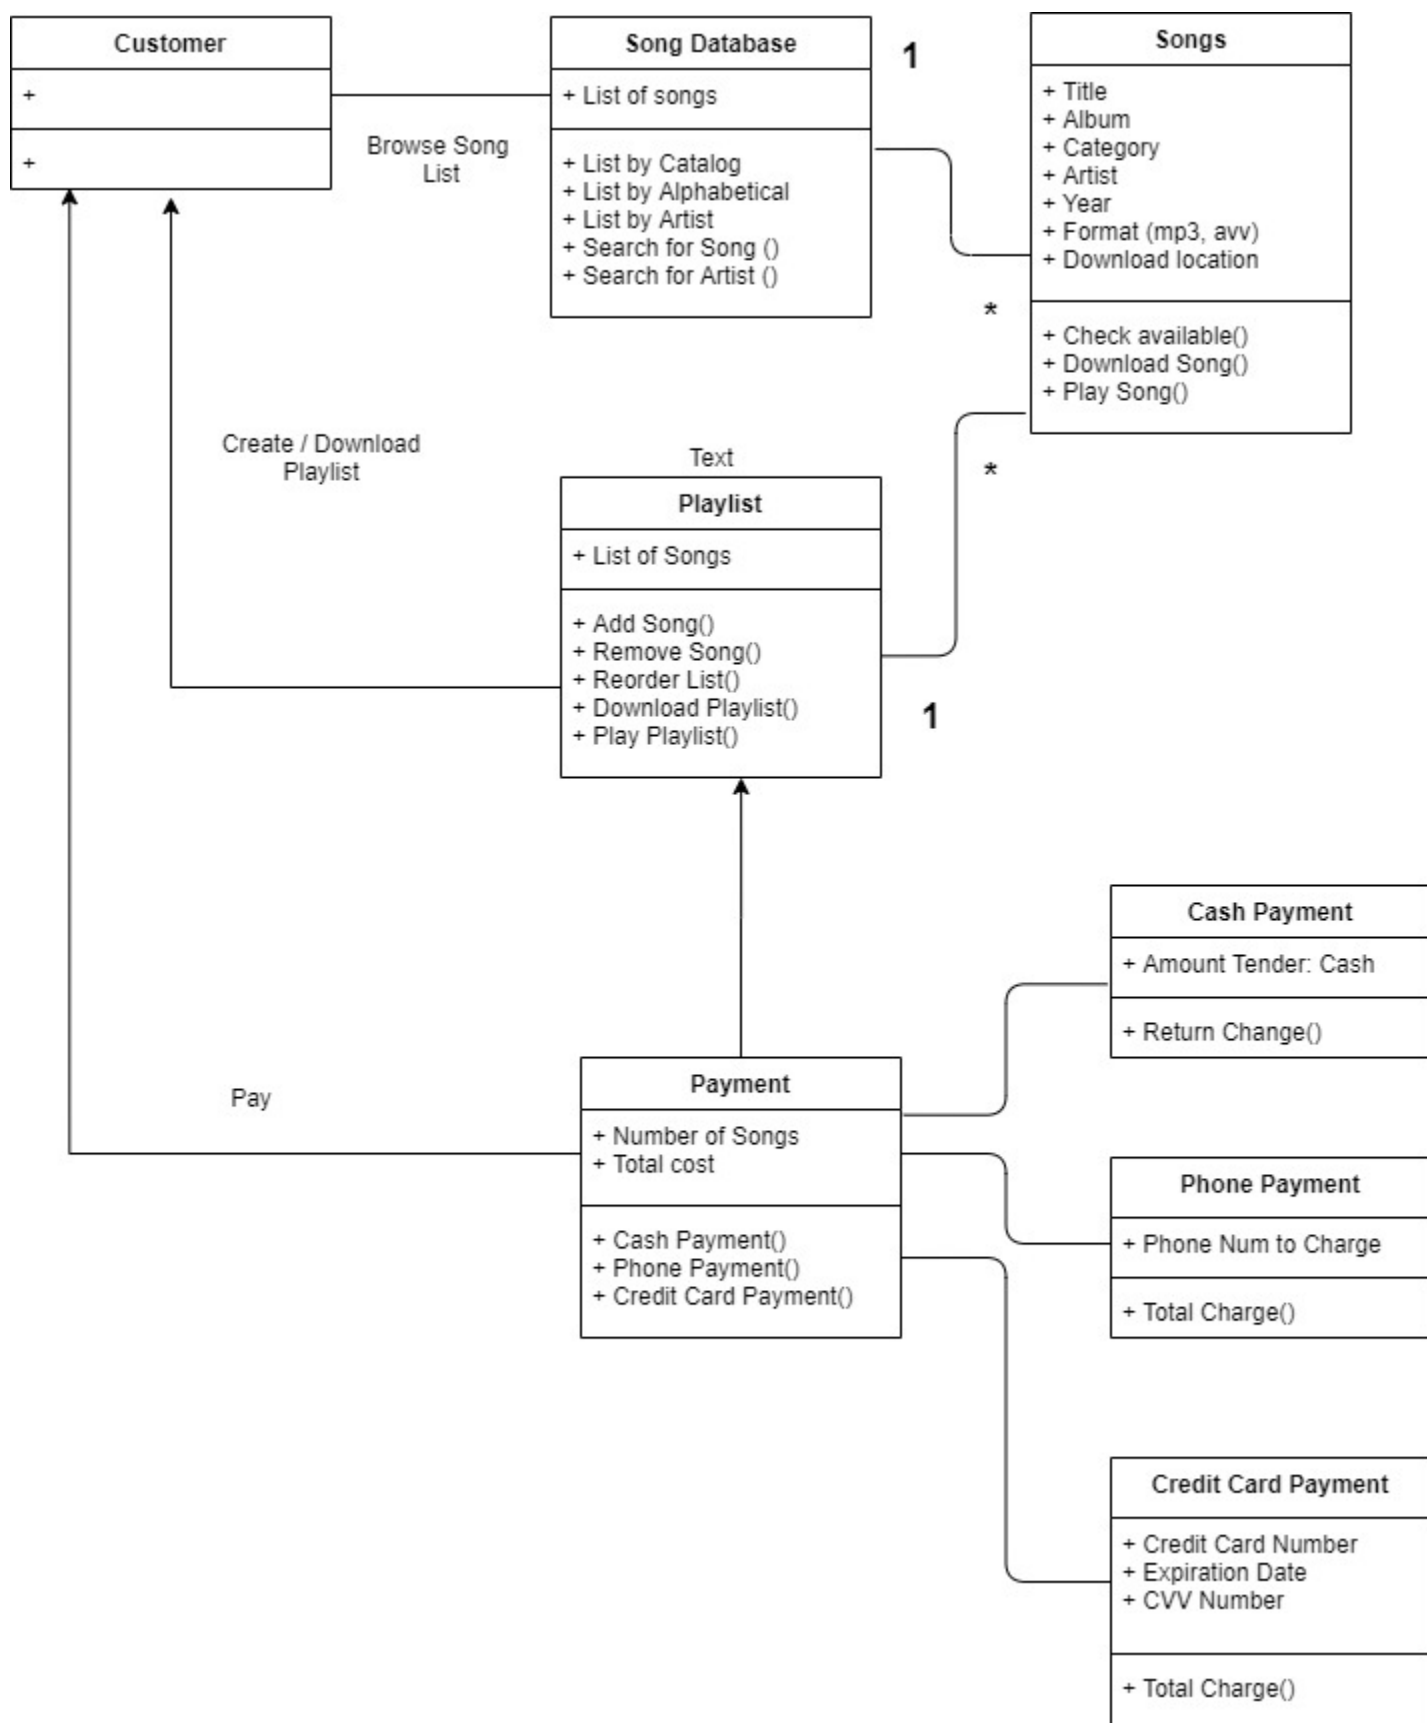 Customer
+
+
Browse Song
List
Song Database
+ List of songs
+ List by Catalog
+ List by Alphabetical
+ List by Artist
+ Search for Song ()
+ Search for Artist ()
1
Songs
+ Title
+ Album
+ Category
+ Artist
+ Year
+ Format (mp3, avv)
+ Download location
+ Check available()
+ Download Song()
+ Play Song()
*
*
Create / Download
Playlist
Text
Playlist
+ List of Songs
+ Add Song()
+ Remove Song()
+ Reorder List()
+ Download Playlist()
+ Play Playlist()
1
Pay
Payment
+ Number of Songs
+ Total cost
+ Cash Payment()
+ Phone Payment()
+ Credit Card Payment()
Cash Payment
+ Amount Tender: Cash
+ Return Change()
Phone Payment
+ Phone Num to Charge
+ Total Charge()
Credit Card Payment
+ Credit Card Number
+ Expiration Date
+ CVV Number
+ Total Charge()